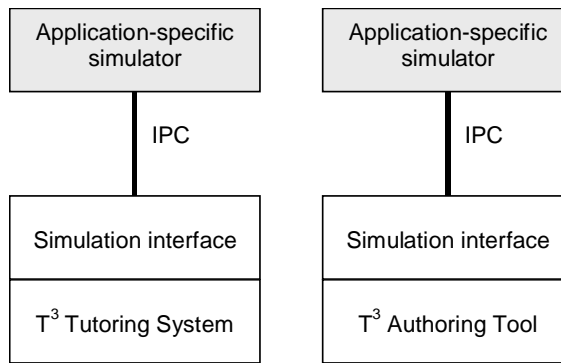 Application-specific
simulator
IPC
Simulation interface
T³ Tutoring System
Application-specific
simulator
IPC
Simulation interface
T³ Authoring Tool